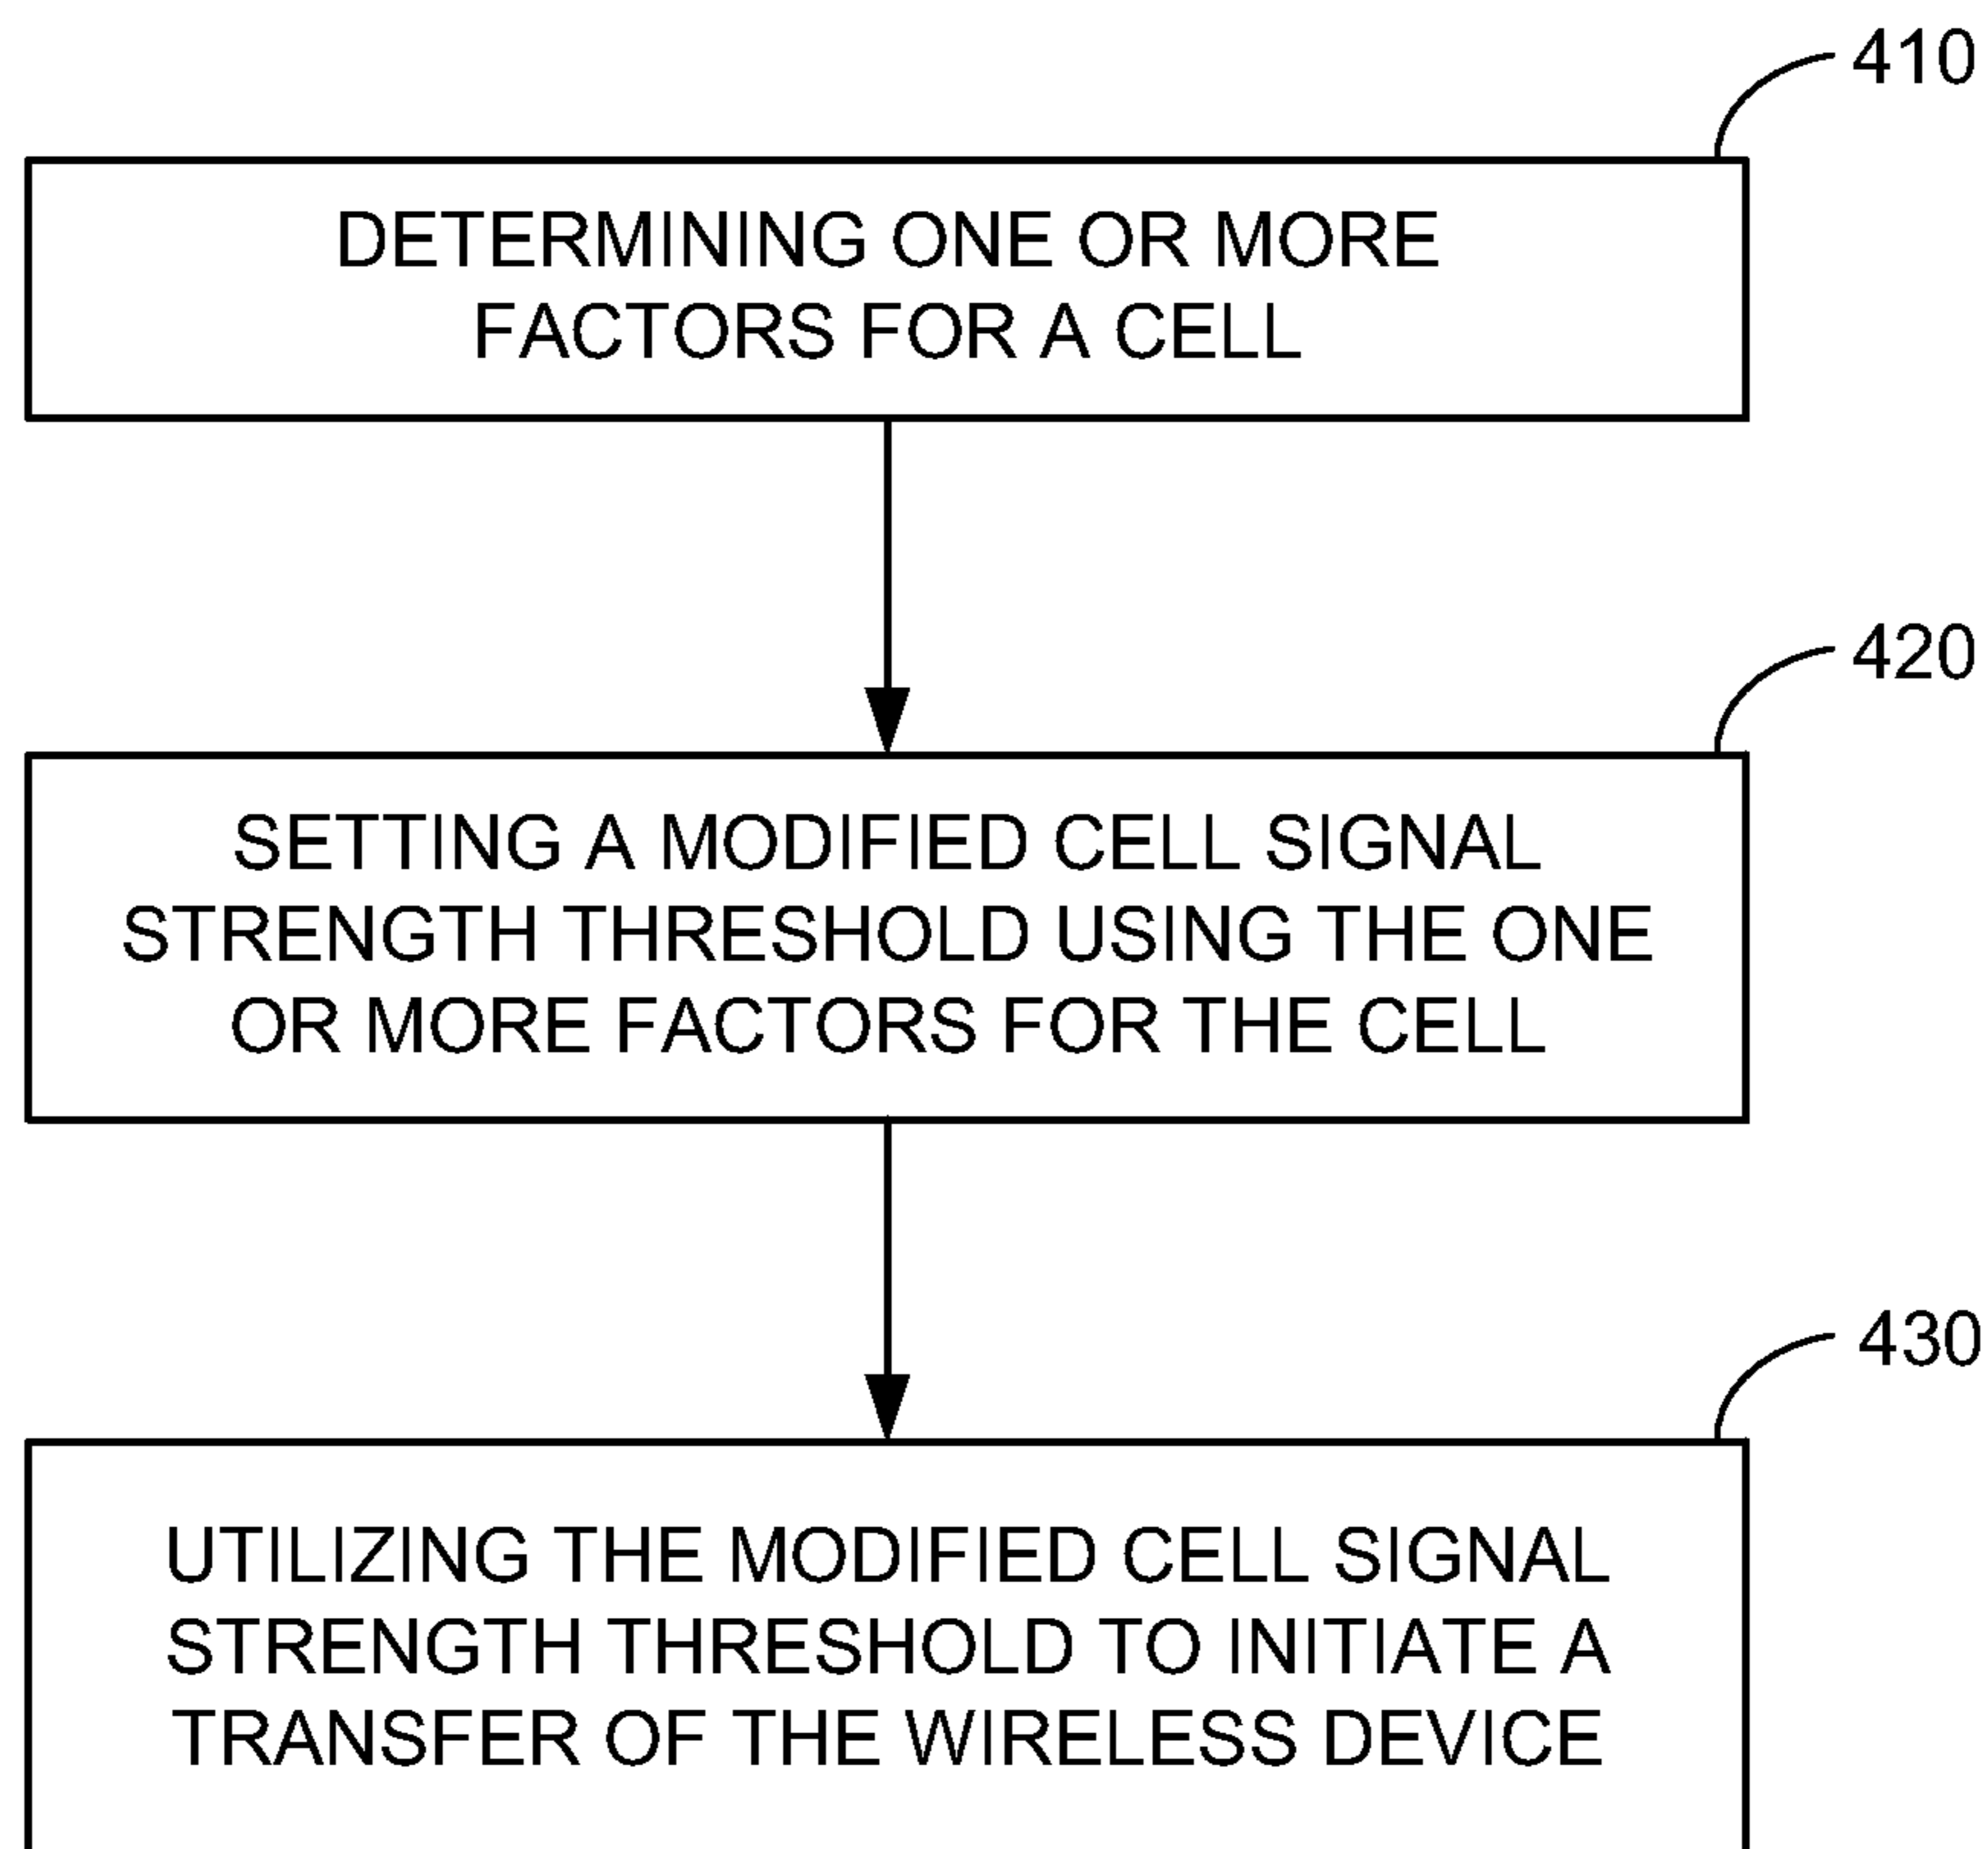 410
DETERMINING ONE OR MORE
FACTORS FOR A CELL
420
SETTING A MODIFIED CELL SIGNAL
STRENGTH THRESHOLD USING THE ONE
OR MORE FACTORS FOR THE CELL
430
UTILIZING THE MODIFIED CELL SIGNAL
STRENGTH THRESHOLD TO INITIATE A
TRANSFER OF THE WIRELESS DEVICE